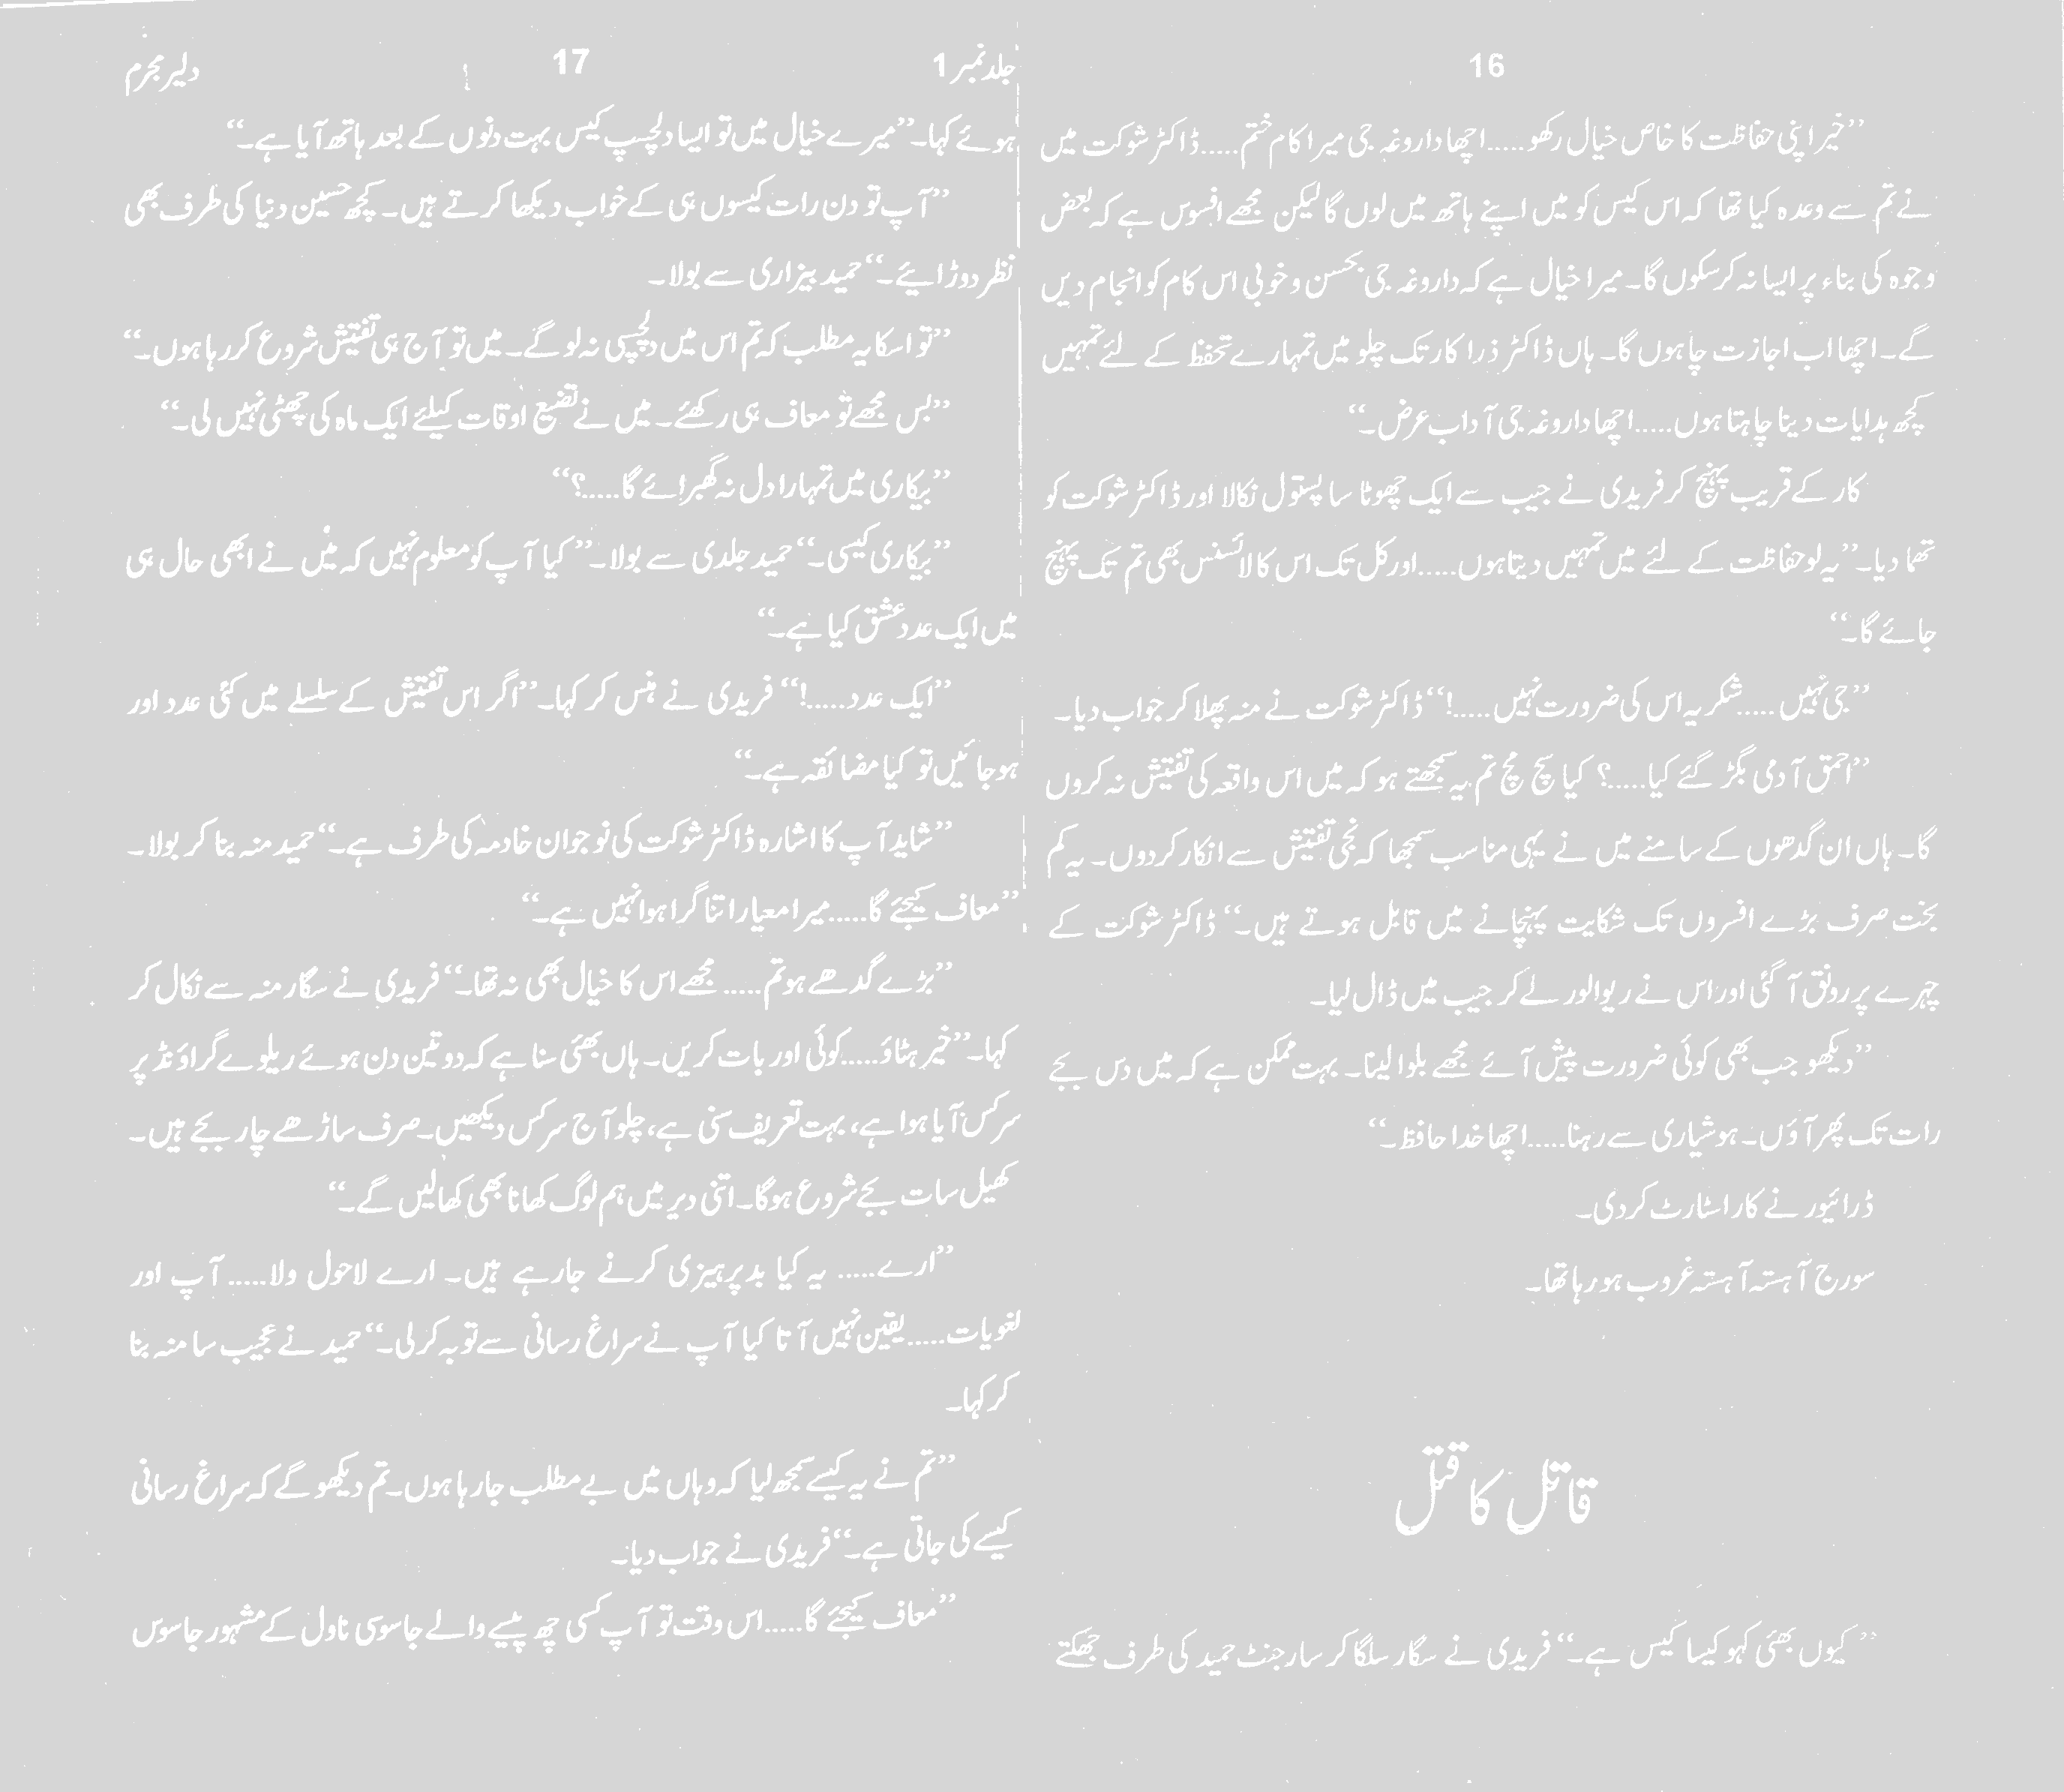 16
”خیر اپنی حفاظت کا خاص خیال رکھو.....اچھا داروغہ جی میرا کام ختم.....ڈاکٹر شوکت میں
نے تم سے وعدہ کیا تھا کہ اس کیس کو میں اپنے ہاتھ میں لوں گا لیکن مجھے افسوس ہے کہ بعض
وجوہ کی بناء پر ایسا نہ کرسکوں گا۔ میرا خیال ہے کہ داروغہ جی بحسن و خوبی اس کام کو انجام دیں
گے۔ اچھا اب اجازت چاہوں گا۔ ہاں ڈاکٹر ذرا کار تک چلو میں تمہارے تحفظ کے لئے تمہیں
کچھ ہدایات دینا چاہتا ہوں.....اچھا داروغہ جی آداب عرض۔“
کار کے قریب پہنچ کر فریدی نے جیب سے ایک چھوٹا سا پستول نکالا اور ڈاکٹر شوکت کو
تھما دیا۔ ”یہ لو حفاظت کے لئے میں تمہیں دیتا ہوں.....اور کل تک اس کا لائسنس بھی تم تک پہنچ
جائے گا۔“
”جی نہیں.....شکریہ اس کی ضرورت نہیں.....!“ ڈاکٹر شوکت نے منہ پھلا کر جواب دیا۔
”احمق آدمی بگڑ گئے کیا.....؟ کیا سچ مچ تم یہ سمجھتے ہو کہ میں اس واقعہ کی تفتیش نہ کروں
گا۔ ہاں ان گدھوں کے سامنے میں نے یہی مناسب سمجھا کہ نجی تفتیش سے انکار کردوں۔ یہ کم
بخت صرف بڑے افسروں تک شکایت پہنچانے میں قابل ہوتے ہیں۔“ ڈاکٹر شوکت کے
چہرے پر رونق آگئی اور اس نے ریوالور لے کر جیب میں ڈال لیا۔
”دیکھو جب بھی کوئی ضرورت پیش آئے مجھے بلوا لینا۔ بہت ممکن ہے کہ میں دس بجے
رات تک پھر آؤں۔ ہوشیاری سے رہنا.....اچھا خدا حافظ۔“
ڈرائیور نے کار اسٹارٹ کردی۔
سورج آہستہ آہستہ غروب ہورہا تھا۔
قاتل کا قتل
”کیوں بھئی کہو کیسا کیس ہے۔“ فریدی نے سگار سلگا کر سارجنٹ حمید کی طرف جھکتے
جلد نمبر 1
17
دلیر مجرم
ہوئے کہا۔ ”میرے خیال میں تو ایسا دلچسپ کیس بہت دنوں کے بعد ہاتھ آیا ہے۔“
”آپ تو دن رات کیسوں ہی کے خواب دیکھا کرتے ہیں۔ کچھ حسین دنیا کی طرف بھی
نظر دوڑائیے۔“ حمید بیزاری سے بولا۔
”تو اسکا یہ مطلب کہ تم اس میں دلچسپی نہ لو گے۔ میں تو آج ہی تفتیش شروع کررہا ہوں۔“
”بس مجھے تو معاف ہی رکھئے۔ میں نے تضیع اوقات کیلئے ایک ماہ کی چھٹی نہیں لی۔“
”بیکاری میں تمہارا دل نہ گھبرائے گا.....؟“
”بیکاری کیسی۔“ حمید جلدی سے بولا۔ ”کیا آپ کو معلوم نہیں کہ میں نے ابھی حال ہی
میں ایک عدد عشق کیا ہے۔“
”ایک عدد.....!“ فریدی نے ہنس کر کہا۔ ”اگر اس تفتیش کے سلسلے میں کئی عدد اور
ہوجائیں تو کیا مضائقہ ہے۔“
”شاید آپ کا اشارہ ڈاکٹر شوکت کی نوجوان خادمہ کی طرف ہے۔“ حمید منہ بنا کر بولا۔
”معاف کیجئے گا.....میرا معیار اتنا گرا ہوا نہیں ہے۔“
”بڑے گدھے ہو تم.....مجھے اس کا خیال بھی نہ تھا۔“ فریدی نے سگار منہ سے نکال کر
کہا۔ ”خیر ہٹاؤ.....کوئی اور بات کریں۔ ہاں بھئی سنا ہے کہ دو تین دن ہوئے ریلوے گراؤنڈ پر
سرکس آیا ہوا ہے، بہت تعریف سنی ہے، چلو آج سرکس دیکھیں۔ صرف ساڑھے چار بجے ہیں۔
کھیل سات بجے شروع ہوگا۔ اتنی دیر میں ہم لوگ کھانا بھی کھا لیں گے۔“
”ارے..... یہ کیا بدپرہیزی کرنے جارہے ہیں۔ ارے لاحول ولا..... آپ اور
لغویات.....یقین نہیں آتا کیا آپ نے سراغ رسانی سے توبہ کرلی۔“ حمید نے عجیب سا منہ بنا
کر کہا۔
”تم نے یہ کیسے سمجھ لیا کہ وہاں میں بے مطلب جارہا ہوں۔ تم دیکھو گے کہ سراغ رسانی
کیسے کی جاتی ہے۔“ فریدی نے جواب دیا۔
”معاف کیجئے گا.....اس وقت تو آپ کسی چھ پیسے والے جاسوسی ناول کے مشہور جاسوس